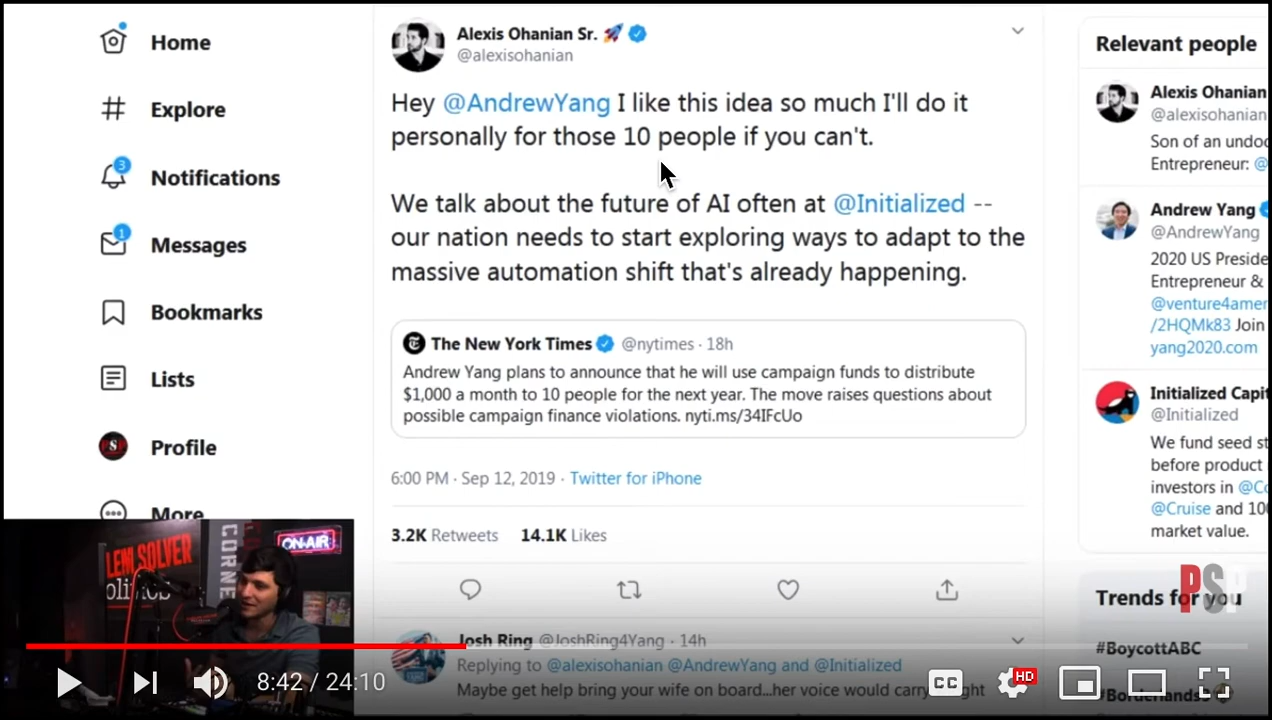 Home
Explore
3
Notifications
1
Messages
Bookmarks
Lists
PSP
Profile
More
Alexis Ohanian Sr.
@alexisohanian
Hey @AndrewYang I like this idea so much I'll do it
personally for those 10 people if you can't.
We talk about the future of AI often at @Initialized --
our nation needs to start exploring ways to adapt to the
massive automation shift that's already happening.
The New York Times @nytimes · 18h
Andrew Yang plans to announce that he will use campaign funds to distribute
$1,000 a month to 10 people for the next year. The move raises questions about
possible campaign finance violations. nyti.ms/34IFcUo
6:00 PM · Sep 12, 2019 · Twitter for iPhone
3.2K Retweets 14.1K Likes
Josh Ring @JoshRing4Yang · 14h
Replying to @alexisohanian @AndrewYang and @Initialized
Maybe get help bring your wife on board...her voice would carry
Relevant people
Alexis Ohanian
@alexisohanian
Son of an undoc
Entrepreneur: @
Andrew Yang
@AndrewYang
2020 US Preside
Entrepreneur &
@venture4amer
/2HQMk83 Join
yang2020.com
Initialized Capit
@Initialized
We fund seed st
before product
investors in @Co
@Cruise and 100
market value.
PSP
Trends for you
#BoycottABC
#Borderlands
LEM SOLVER
olitics
CORNE
ON-AIR
8:42 / 24:10
CC
HD